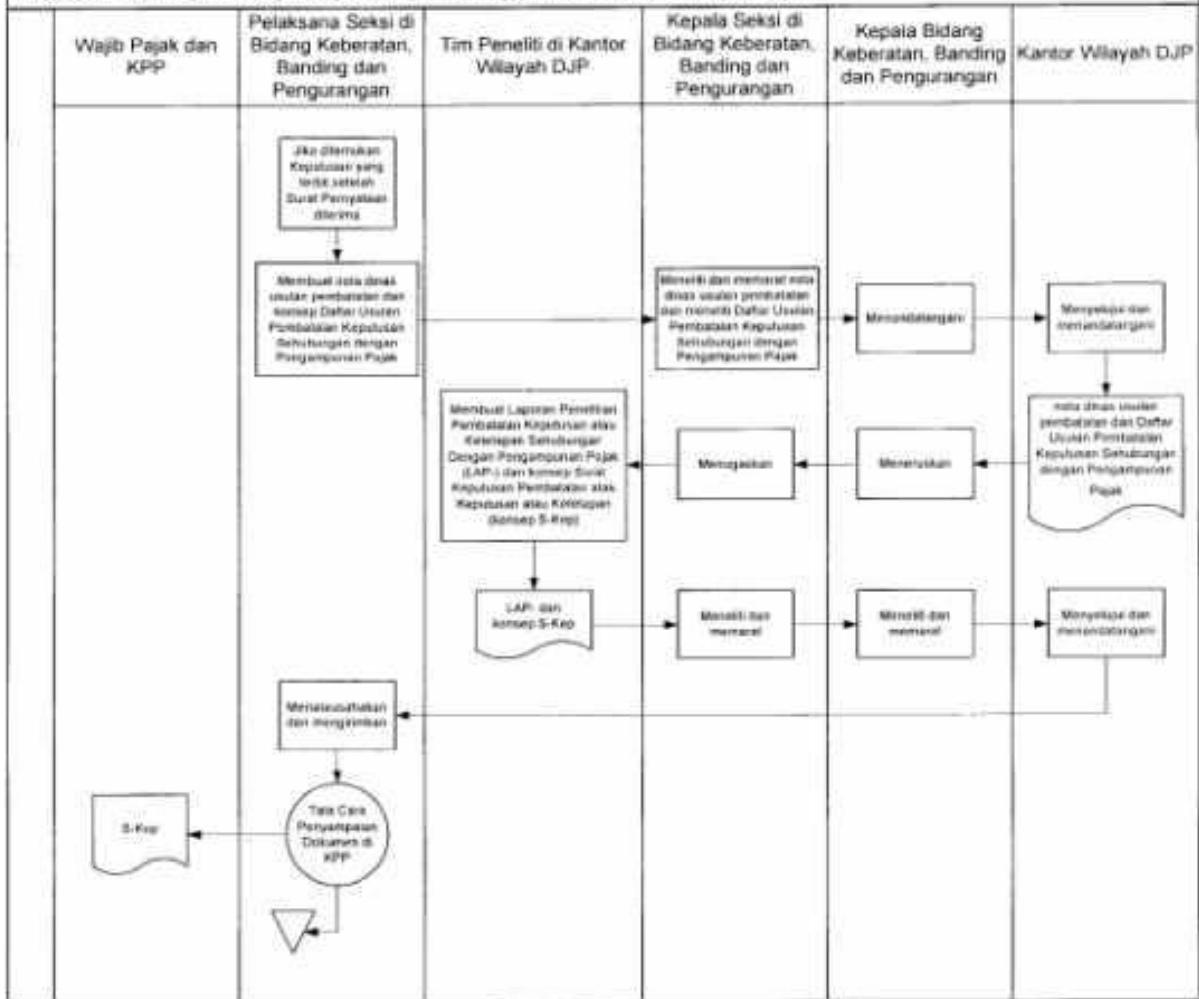 Wajib Pajak dan
KPP
Pelaksana Seksi di
Bidang Keberatan,
Banding dan
Pengurangan
Tim Peneliti di Kantor
Wilayah DJP
Kepala Seksi di
Bidang Keberatan,
Banding dan
Pengurangan
Kepala Bidang
Keberatan, Banding
dan Pengurangan
Kantor Wilayah DJP
Jika ditemukan
Keputusan yang
terbit setelah
Surat Pernyataan
diterima
Membuat nota dinas
usulan pembatalan dan
konsep Daftar Usulan
Pembatalan Keputusan
Sehubungan dengan
Pengampunan Pajak
Meneliti dan memaraf nota
dinas usulan pembatalan
dan meneliti Daftar Usulan
Pembatalan Keputusan
Sehubungan dengan
Pengampunan Pajak
Menandatangani
Menyetujui dan
menandatangani
nota dinas usulan
pembatalan dan Daftar
Usulan Pembatalan
Keputusan Sehubungan
dengan Pengampunan
Pajak
Meneruskan
Menugaskan
Membuat Laporan Penelitian
Pembatalan Keputusan atau
Ketetapan Sehubungan
Dengan Pengampunan Pajak
(LAP-) dan konsep Surat
Keputusan Pembatalan atas
Keputusan atau Ketetapan
(konsep S-Kep)
LAP- dan
konsep S-Kep
Meneliti dan
memaraf
Meneliti dan
memaraf
Menyetujui dan
menandatangani
Menatausahakan
dan mengirimkan
Tata Cara
Penyampaian
Dokumen di
KPP
S-Kep